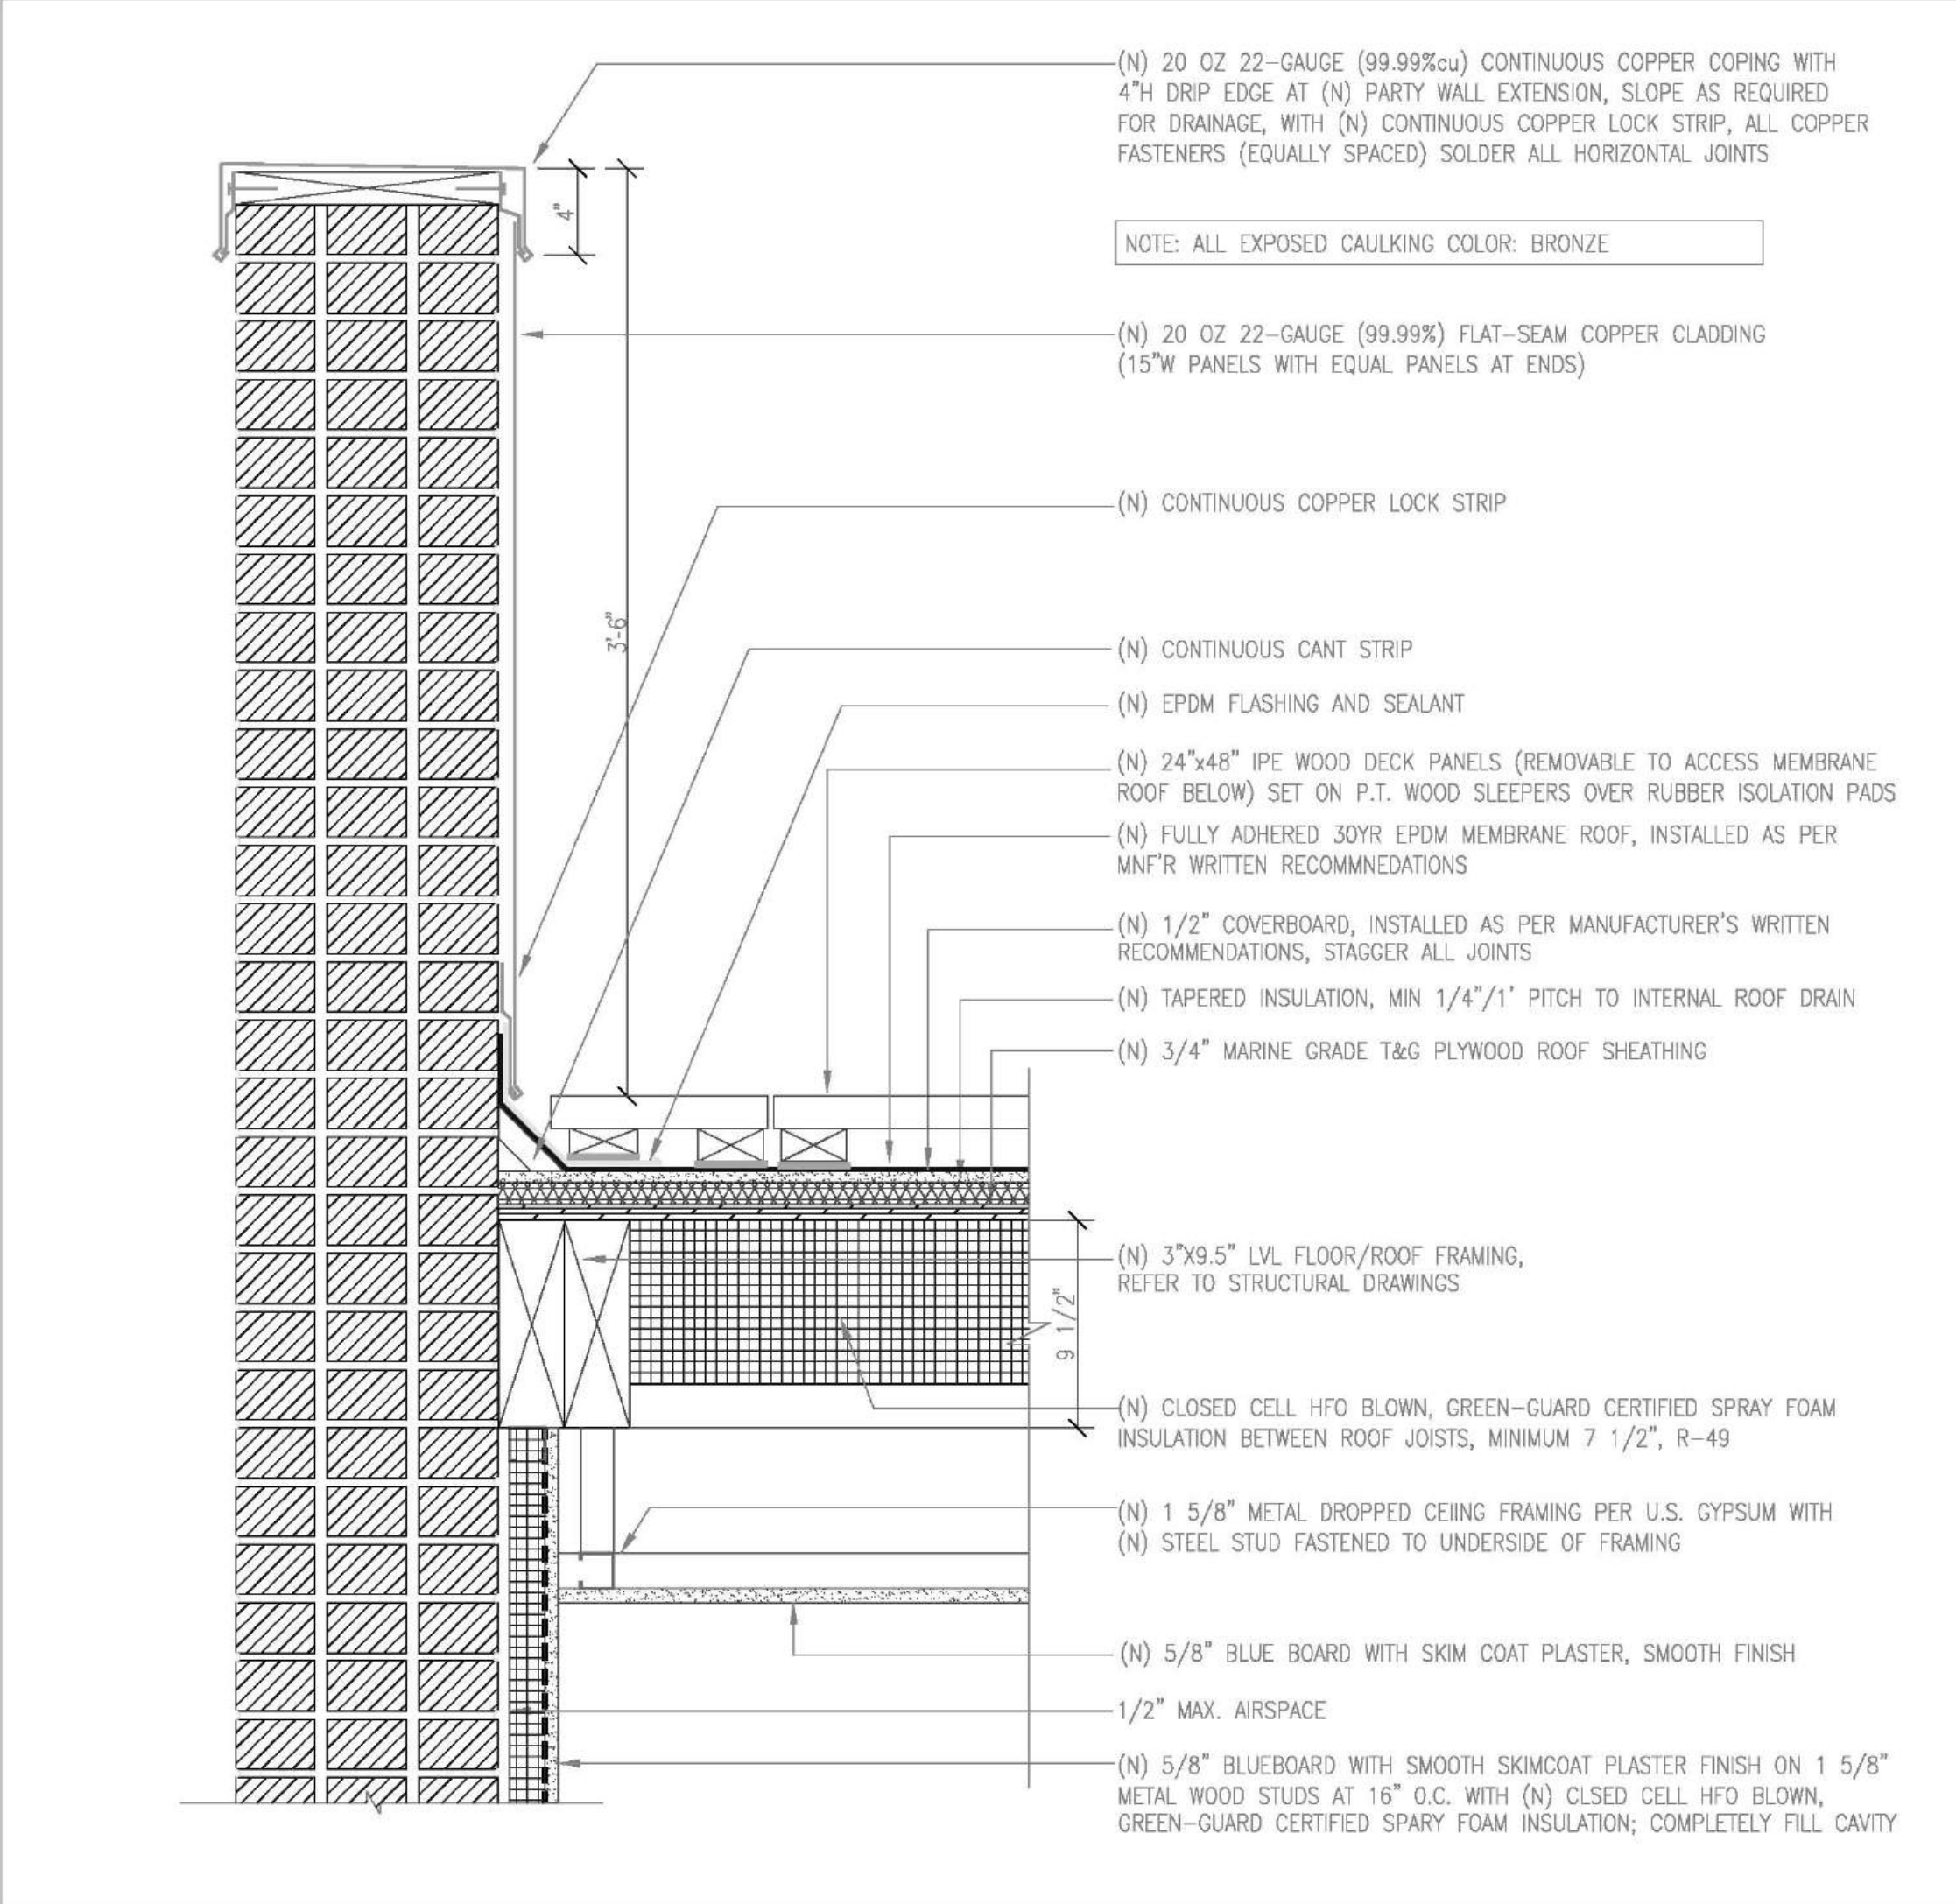 (N) 20 OZ 22-GAUGE (99.99%cu) CONTINUOUS COPPER COPING WITH
4"H DRIP EDGE AT (N) PARTY WALL EXTENSION, SLOPE AS REQUIRED
FOR DRAINAGE, WITH (N) CONTINUOUS COPPER LOCK STRIP, ALL COPPER
FASTENERS (EQUALLY SPACED) SOLDER ALL HORIZONTAL JOINTS
4"
NOTE: ALL EXPOSED CAULKING COLOR: BRONZE
(N) 20 OZ 22-GAUGE (99.99%) FLAT-SEAM COPPER CLADDING
(15"W PANELS WITH EQUAL PANELS AT ENDS)
(N) CONTINUOUS COPPER LOCK STRIP
3'-6"
(N) CONTINUOUS CANT STRIP
(N) EPDM FLASHING AND SEALANT
(N) 24"x48" IPE WOOD DECK PANELS (REMOVABLE TO ACCESS MEMBRANE
ROOF BELOW) SET ON P.T. WOOD SLEEPERS OVER RUBBER ISOLATION PADS
(N) FULLY ADHERED 30YR EPDM MEMBRANE ROOF, INSTALLED AS PER
MNF'R WRITTEN RECOMMNEDATIONS
(N) 1/2" COVERBOARD, INSTALLED AS PER MANUFACTURER'S WRITTEN
RECOMMENDATIONS, STAGGER ALL JOINTS
(N) TAPERED INSULATION, MIN 1/4"/1' PITCH TO INTERNAL ROOF DRAIN
(N) 3/4" MARINE GRADE T&G PLYWOOD ROOF SHEATHING
(N) 3"X9.5" LVL FLOOR/ROOF FRAMING,
REFER TO STRUCTURAL DRAWINGS
9 1/2"
(N) CLOSED CELL HFO BLOWN, GREEN-GUARD CERTIFIED SPRAY FOAM
INSULATION BETWEEN ROOF JOISTS, MINIMUM 7 1/2", R-49
(N) 1 5/8" METAL DROPPED CEIING FRAMING PER U.S. GYPSUM WITH
(N) STEEL STUD FASTENED TO UNDERSIDE OF FRAMING
(N) 5/8" BLUE BOARD WITH SKIM COAT PLASTER, SMOOTH FINISH
1/2" MAX. AIRSPACE
(N) 5/8" BLUEBOARD WITH SMOOTH SKIMCOAT PLASTER FINISH ON 1 5/8"
METAL WOOD STUDS AT 16" O.C. WITH (N) CLSED CELL HFO BLOWN,
GREEN-GUARD CERTIFIED SPARY FOAM INSULATION; COMPLETELY FILL CAVITY